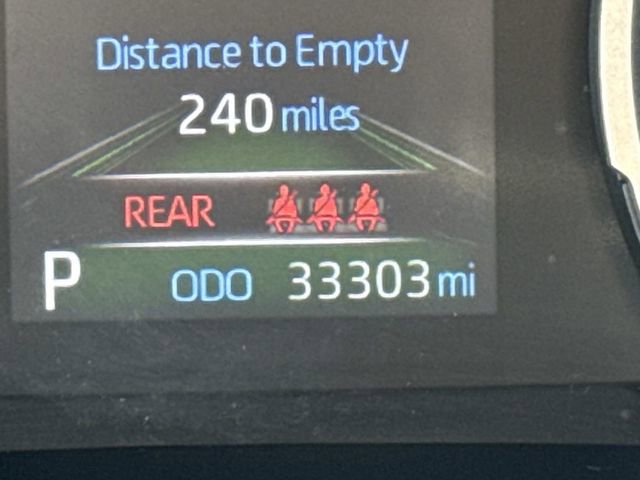 Distance to Empty
240 miles
REAR
P ODO 33303 mi